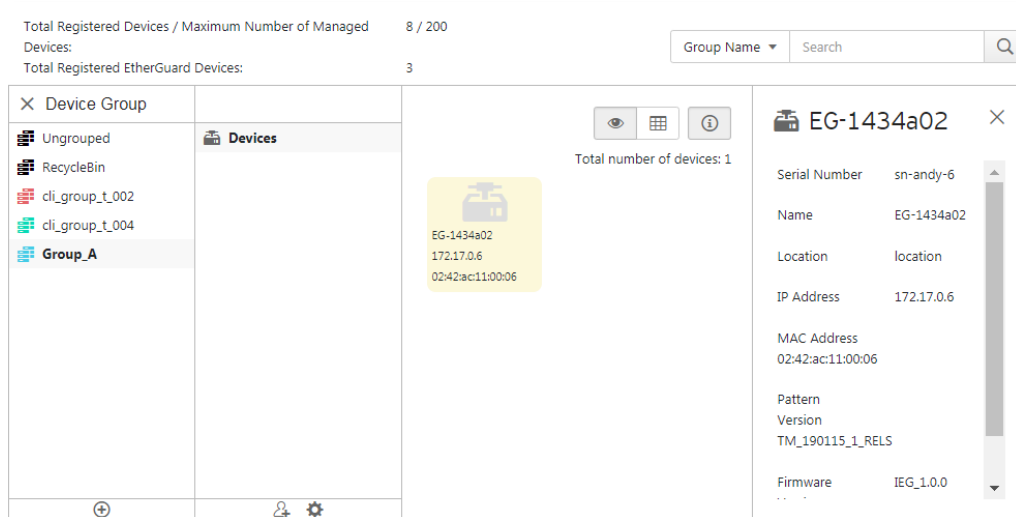 Total Registered Devices / Maximum Number of Managed
Devices:
8 / 200
Total Registered EtherGuard Devices:
3
Group Name
Search
Device Group
Ungrouped
RecycleBin
cli_group_t_002
cli_group_t_004
Group_A
Devices
Total number of devices: 1
EG-1434a02
172.17.0.6
02:42:ac:11:00:06
EG-1434a02
Serial Number sn-andy-6
Name EG-1434a02
Location location
IP Address 172.17.0.6
MAC Address
02:42:ac:11:00:06
Pattern
Version
TM_190115_1_RELS
Firmware IEG_1.0.0